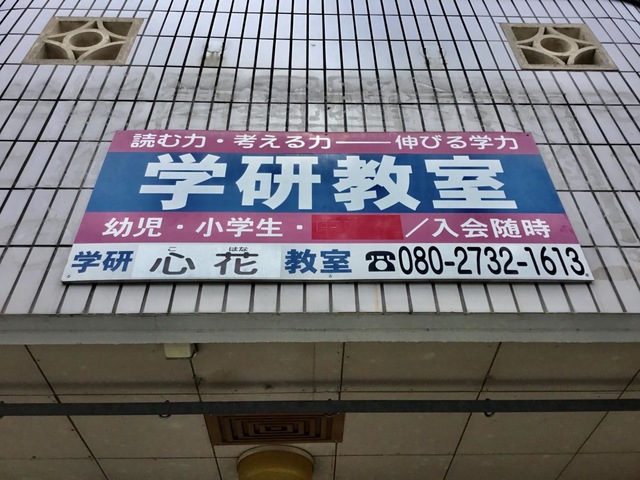 読む力・考える力――伸びる学力
学研教室
幼児・小学生・／入会随時
こ はな
学研 心 花 教室 ☎080-2732-1613